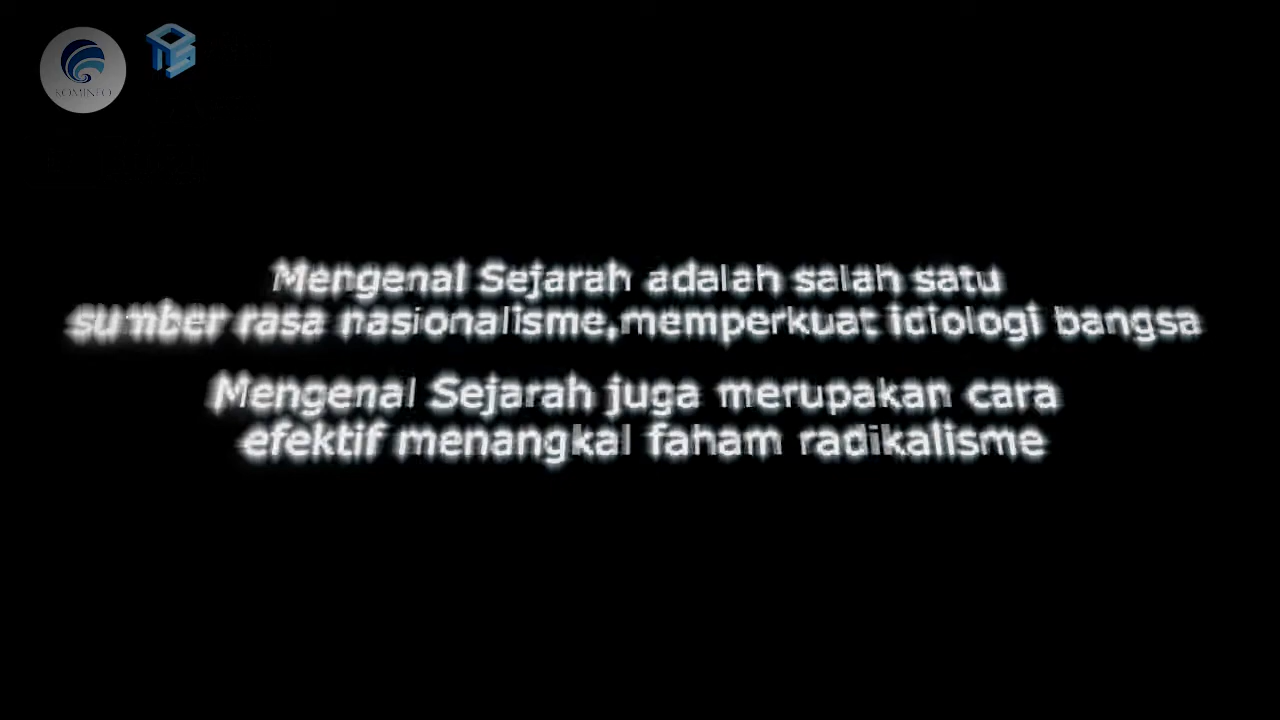 KOMINFO
Mengenal Sejarah adalah salah satu
sumber rasa nasionalisme,memperkuat idiologi bangsa
Mengenal Sejarah juga merupakan cara
efektif menangkal faham radikalisme